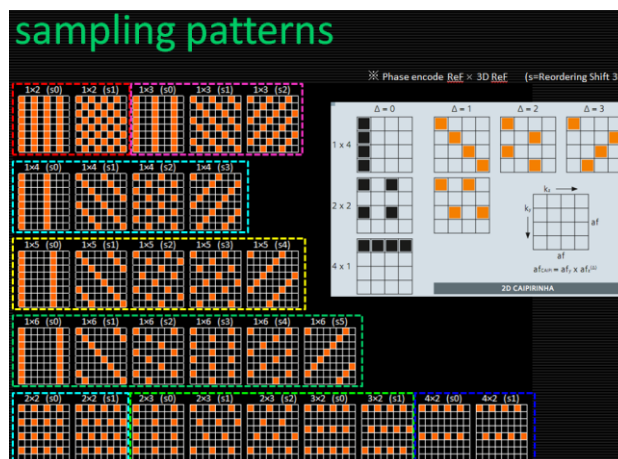 sampling patterns
※ Phase encode ReF × 3D ReF (s=Reordering Shift 3
1×2 (s0) 1×2 (s1) 1×3 (s0) 1×3 (s1) 1×3 (s2)
Δ = 0 Δ = 1 Δ = 2 Δ = 3
1 x 4
1×4 (s0) 1×4 (s1) 1×4 (s2) 1×4 (s3)
2 x 2
1×5 (s0) 1×5 (s1) 1×5 (s2) 1×5 (s3) 1×5 (s4)
4 x 1
af
af
2D CAIPIRINHA
1×6 (s0) 1×6 (s1) 1×6 (s2) 1×6 (s3) 1×6 (s4) 1×6 (s5)
2×2 (s0) 2×2 (s1) 2×3 (s0) 2×3 (s1) 2×3 (s2) 3×2 (s0) 3×2 (s1) 4×2 (s0) 4×2 (s1)